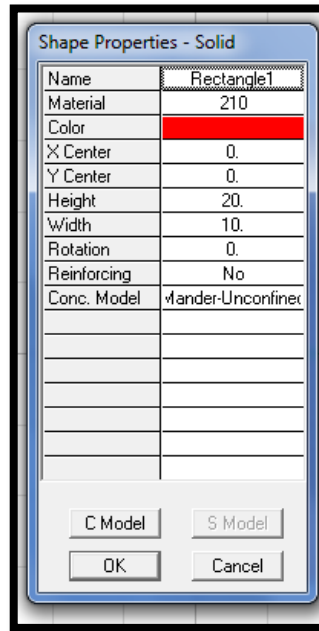 Shape Properties - Solid
Name Rectangle1
Material 210
Color
X Center 0.
Y Center 0.
Height 20.
Width 10.
Rotation 0.
Reinforcing No
Conc. Model Mander-Unconfined
C Model S Model
OK Cancel